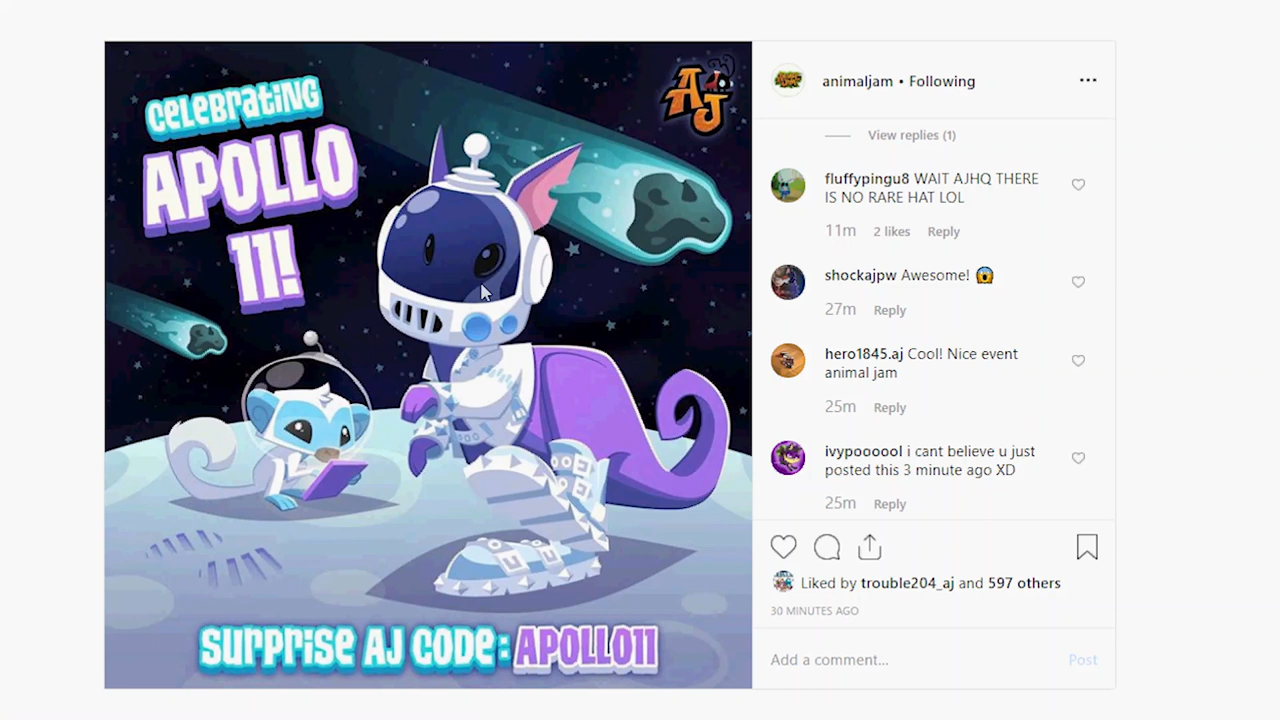 celebrating
APOLLO
11!
AJ
Surprise AJ code: APOLLO11
animaljam • Following
View replies (1)
fluffypingu8 WAIT AJHQ THERE
IS NO RARE HAT LOL
11m 2 likes Reply
shockajpw Awesome! 😱
27m Reply
hero1845.aj Cool! Nice event
animal jam
25m Reply
ivypoooool i cant believe u just
posted this 3 minute ago XD
25m Reply
Liked by trouble204_aj and 597 others
30 MINUTES AGO
Add a comment...
Post